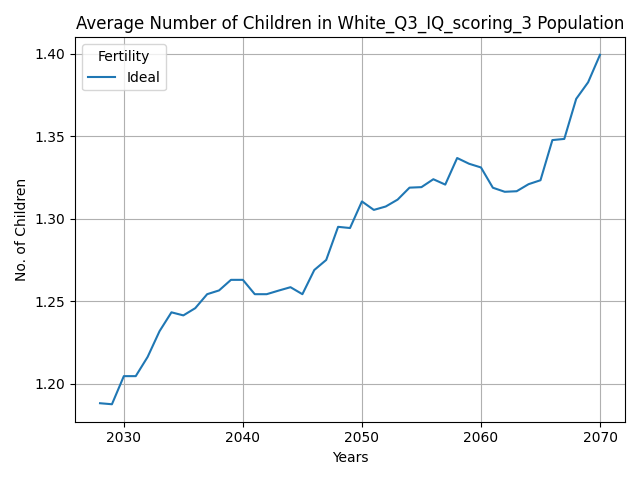 Average Number of Children in White_Q3_IQ_scoring_3 Population
Fertility
Ideal
No. of Children
1.40
1.35
1.30
1.25
1.20
2030 2040 2050 2060 2070
Years